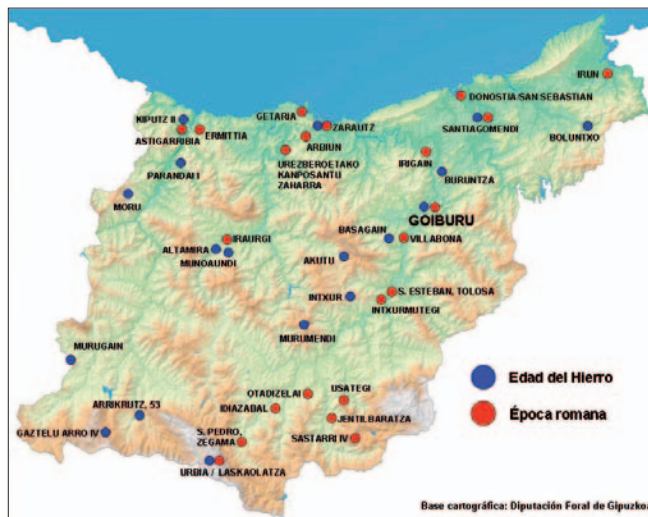 IRUN
DONOSTIA/SAN SEBASTIAN
GETARIA
KIPUTZ II
ZARAUTZ
SANTIAGOMENDI
ASTIGARRIBIA
ERMITTIA
ARBIUN
BOLUNTXO
UREZBEROETAKO
KANPOSANTU
ZAHARRA
IRIGAIN
PARANDAI I
BURUNTZA
MORU
GOIBURU
IRAURGI
BASAGAIN
VILLABONA
ALTAMIRA
MUNOAUNDI
AKUTU
S. ESTEBAN, TOLOSA
INTXUR
INTXURMUTEGI
MURUMENDI
MURUGAIN
Edad del Hierro
USATEGI
OTADIZELAI
IDIAZABAL
ARRIKRUTZ, 53
JENTILBARATZA
Época romana
GAZTELU ARRO IV
S. PEDRO,
ZEGAMA
SASTARRI IV
URBIA / LASKAOLATZA
Base cartográfica: Diputación Foral de Gipuzkoa